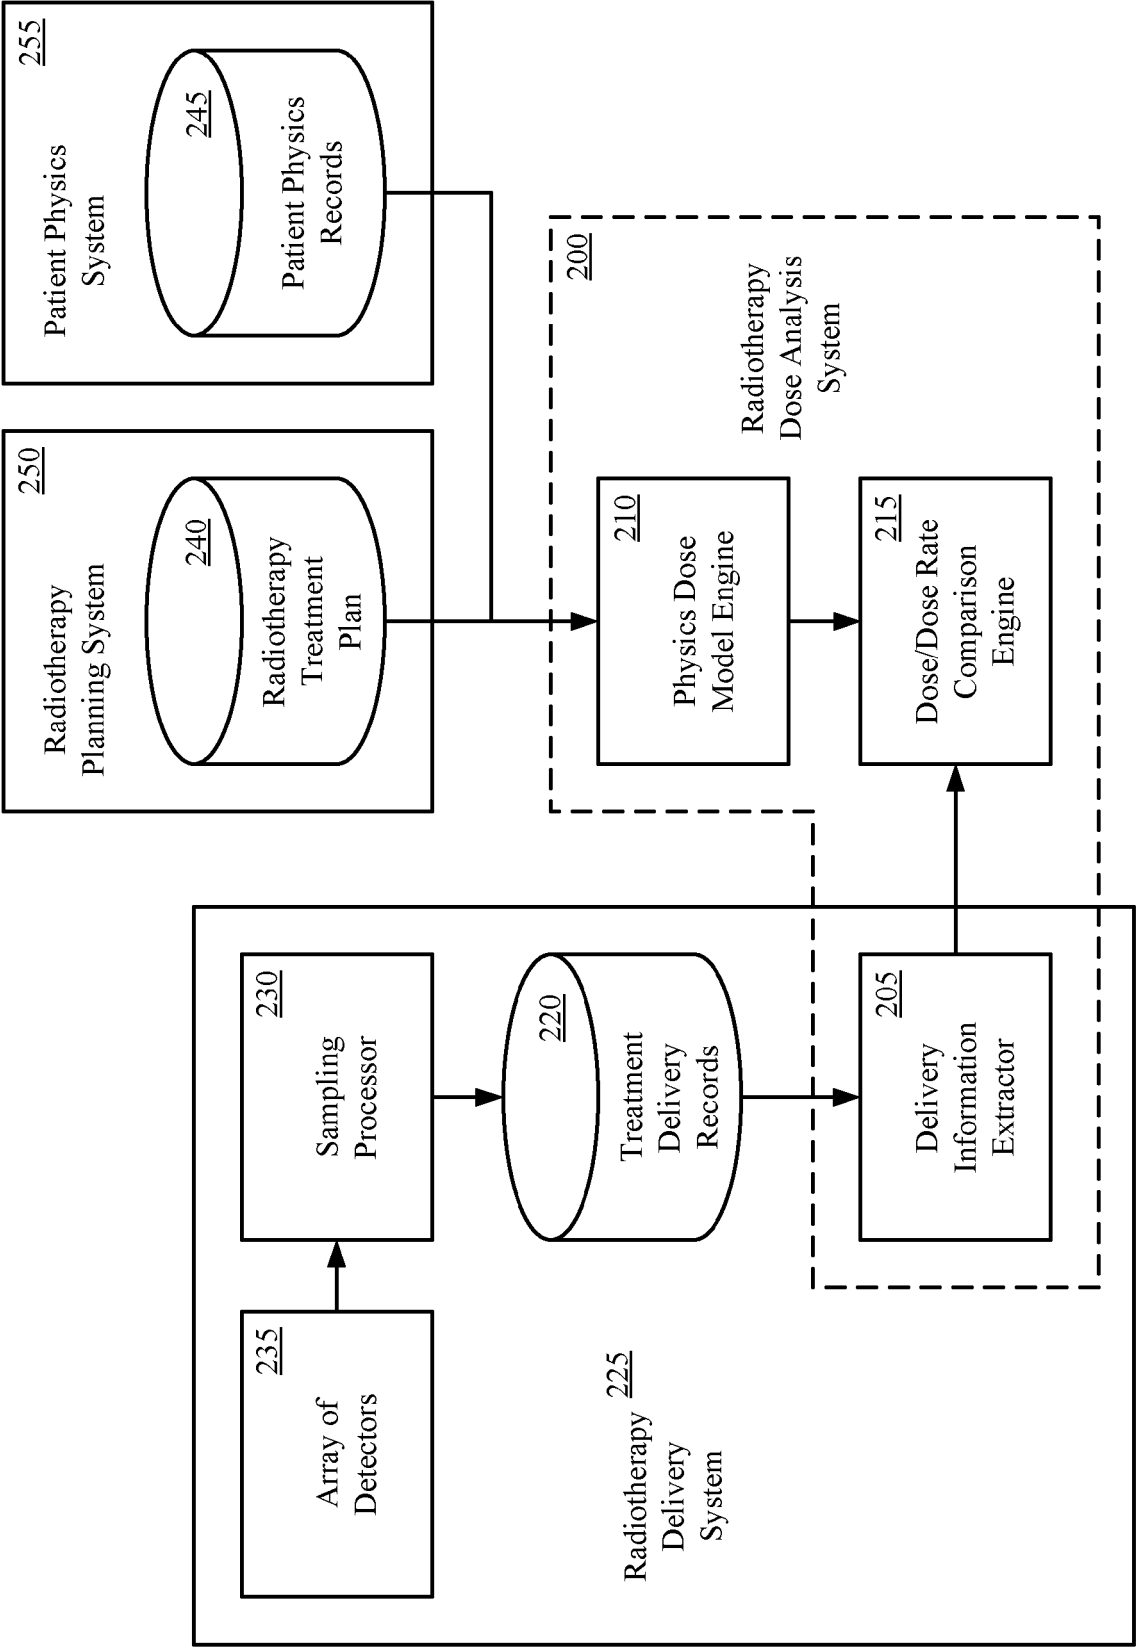 235
Array of
Detectors
230
Sampling
Processor
220
Treatment
Delivery
Records
Radiotherapy 225
Delivery
System
205
Delivery
Information
Extractor
Radiotherapy
Planning System
250
240
Radiotherapy
Treatment
Plan
Patient Physics
System
255
245
Patient Physics
Records
200
Radiotherapy
Dose Analysis
System
210
Physics Dose
Model Engine
215
Dose/Dose Rate
Comparison
Engine